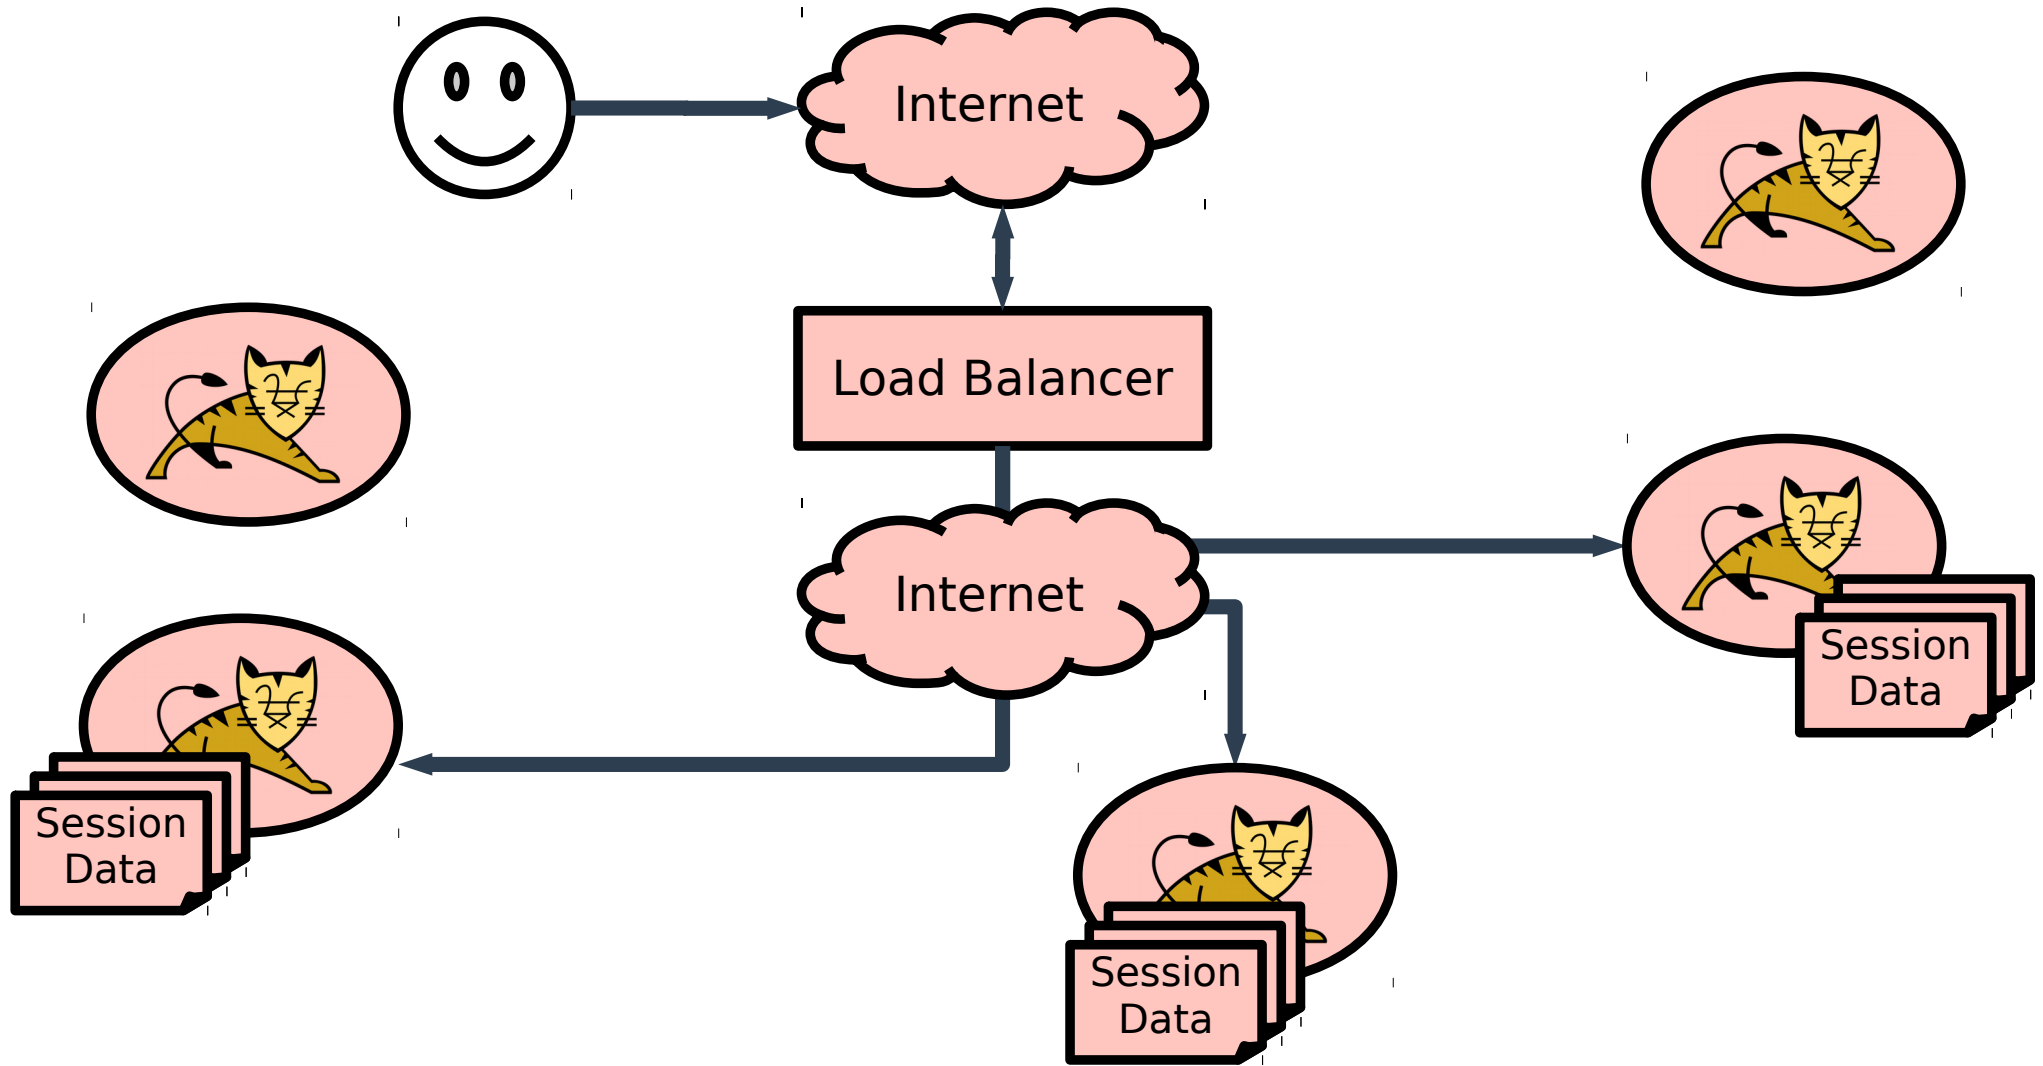 Internet
Load Balancer
Internet
Session
Data
Session
Data
Session
Data